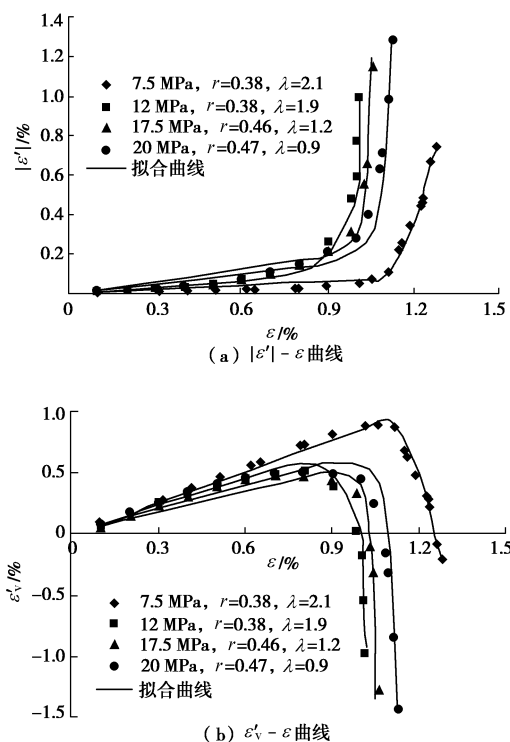 1.4
1.2
1.0
0.8
0.6
0.4
0.2
|ε′|/%
7.5 MPa，r=0.38，λ=2.1
12 MPa，r=0.38，λ=1.9
17.5 MPa，r=0.46，λ=1.2
20 MPa，r=0.47，λ=0.9
拟合曲线
0 0.3 0.6 0.9 1.2 1.5
ε/%
（a）|ε′|－ε曲线
1.0
0.5
0
-0.5
-1.0
-1.5
ε′V/%
0.3 0.6 0.9 1.2 1.5
ε/%
7.5 MPa，r=0.38，λ=2.1
12 MPa，r=0.38，λ=1.9
17.5 MPa，r=0.46，λ=1.2
20 MPa，r=0.47，λ=0.9
拟合曲线
（b）ε′V－ε曲线